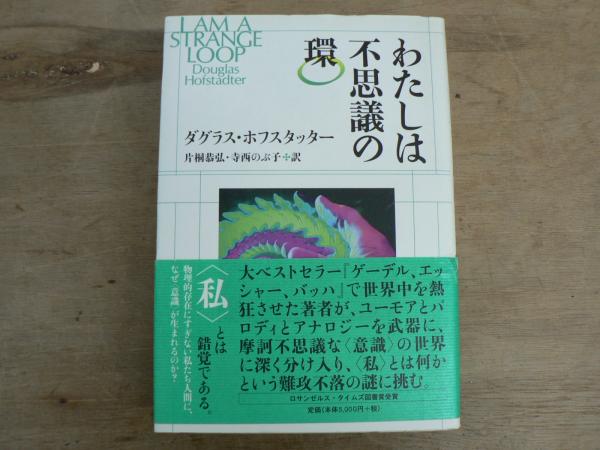 I AM A
STRANGE
LOOP
Douglas
Hofstadter
わたしは
不思議の
環
ダグラス・ホフスタッター
片桐恭弘・寺西のぶ子✢訳
大ベストセラー『ゲーデル、エッ
シャー、バッハ』で世界中を熱
狂させた著者が、ユーモアとパ
ロディとアナロジーを武器に、
摩訶不思議な〈意識〉の世界
に深く分け入り、〈私〉とは何か
という難攻不落の謎に挑む。
ロサンゼルス・タイムズ図書賞受賞
定価(本体5,000円+税)
〈私〉とは
錯覚である。
物理的存在にすぎない私たち人間に、
なぜ〈意識〉が生まれるのか?